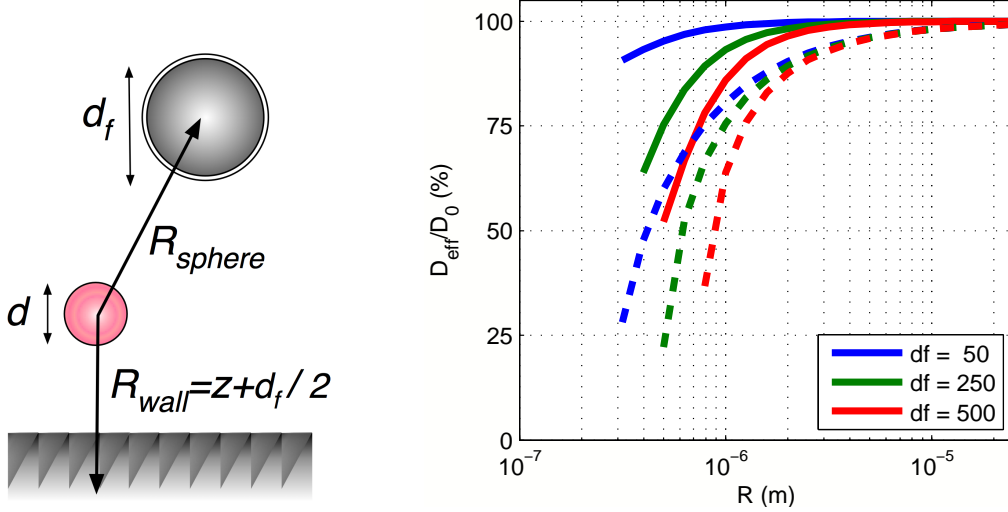 d_f
R_sphere
d
R_wall=z+d_f / 2
D_eff/D_0 (%)
100
75
50
25
0
df = 50
df = 250
df = 500
10^-7
10^-6
10^-5
R (m)